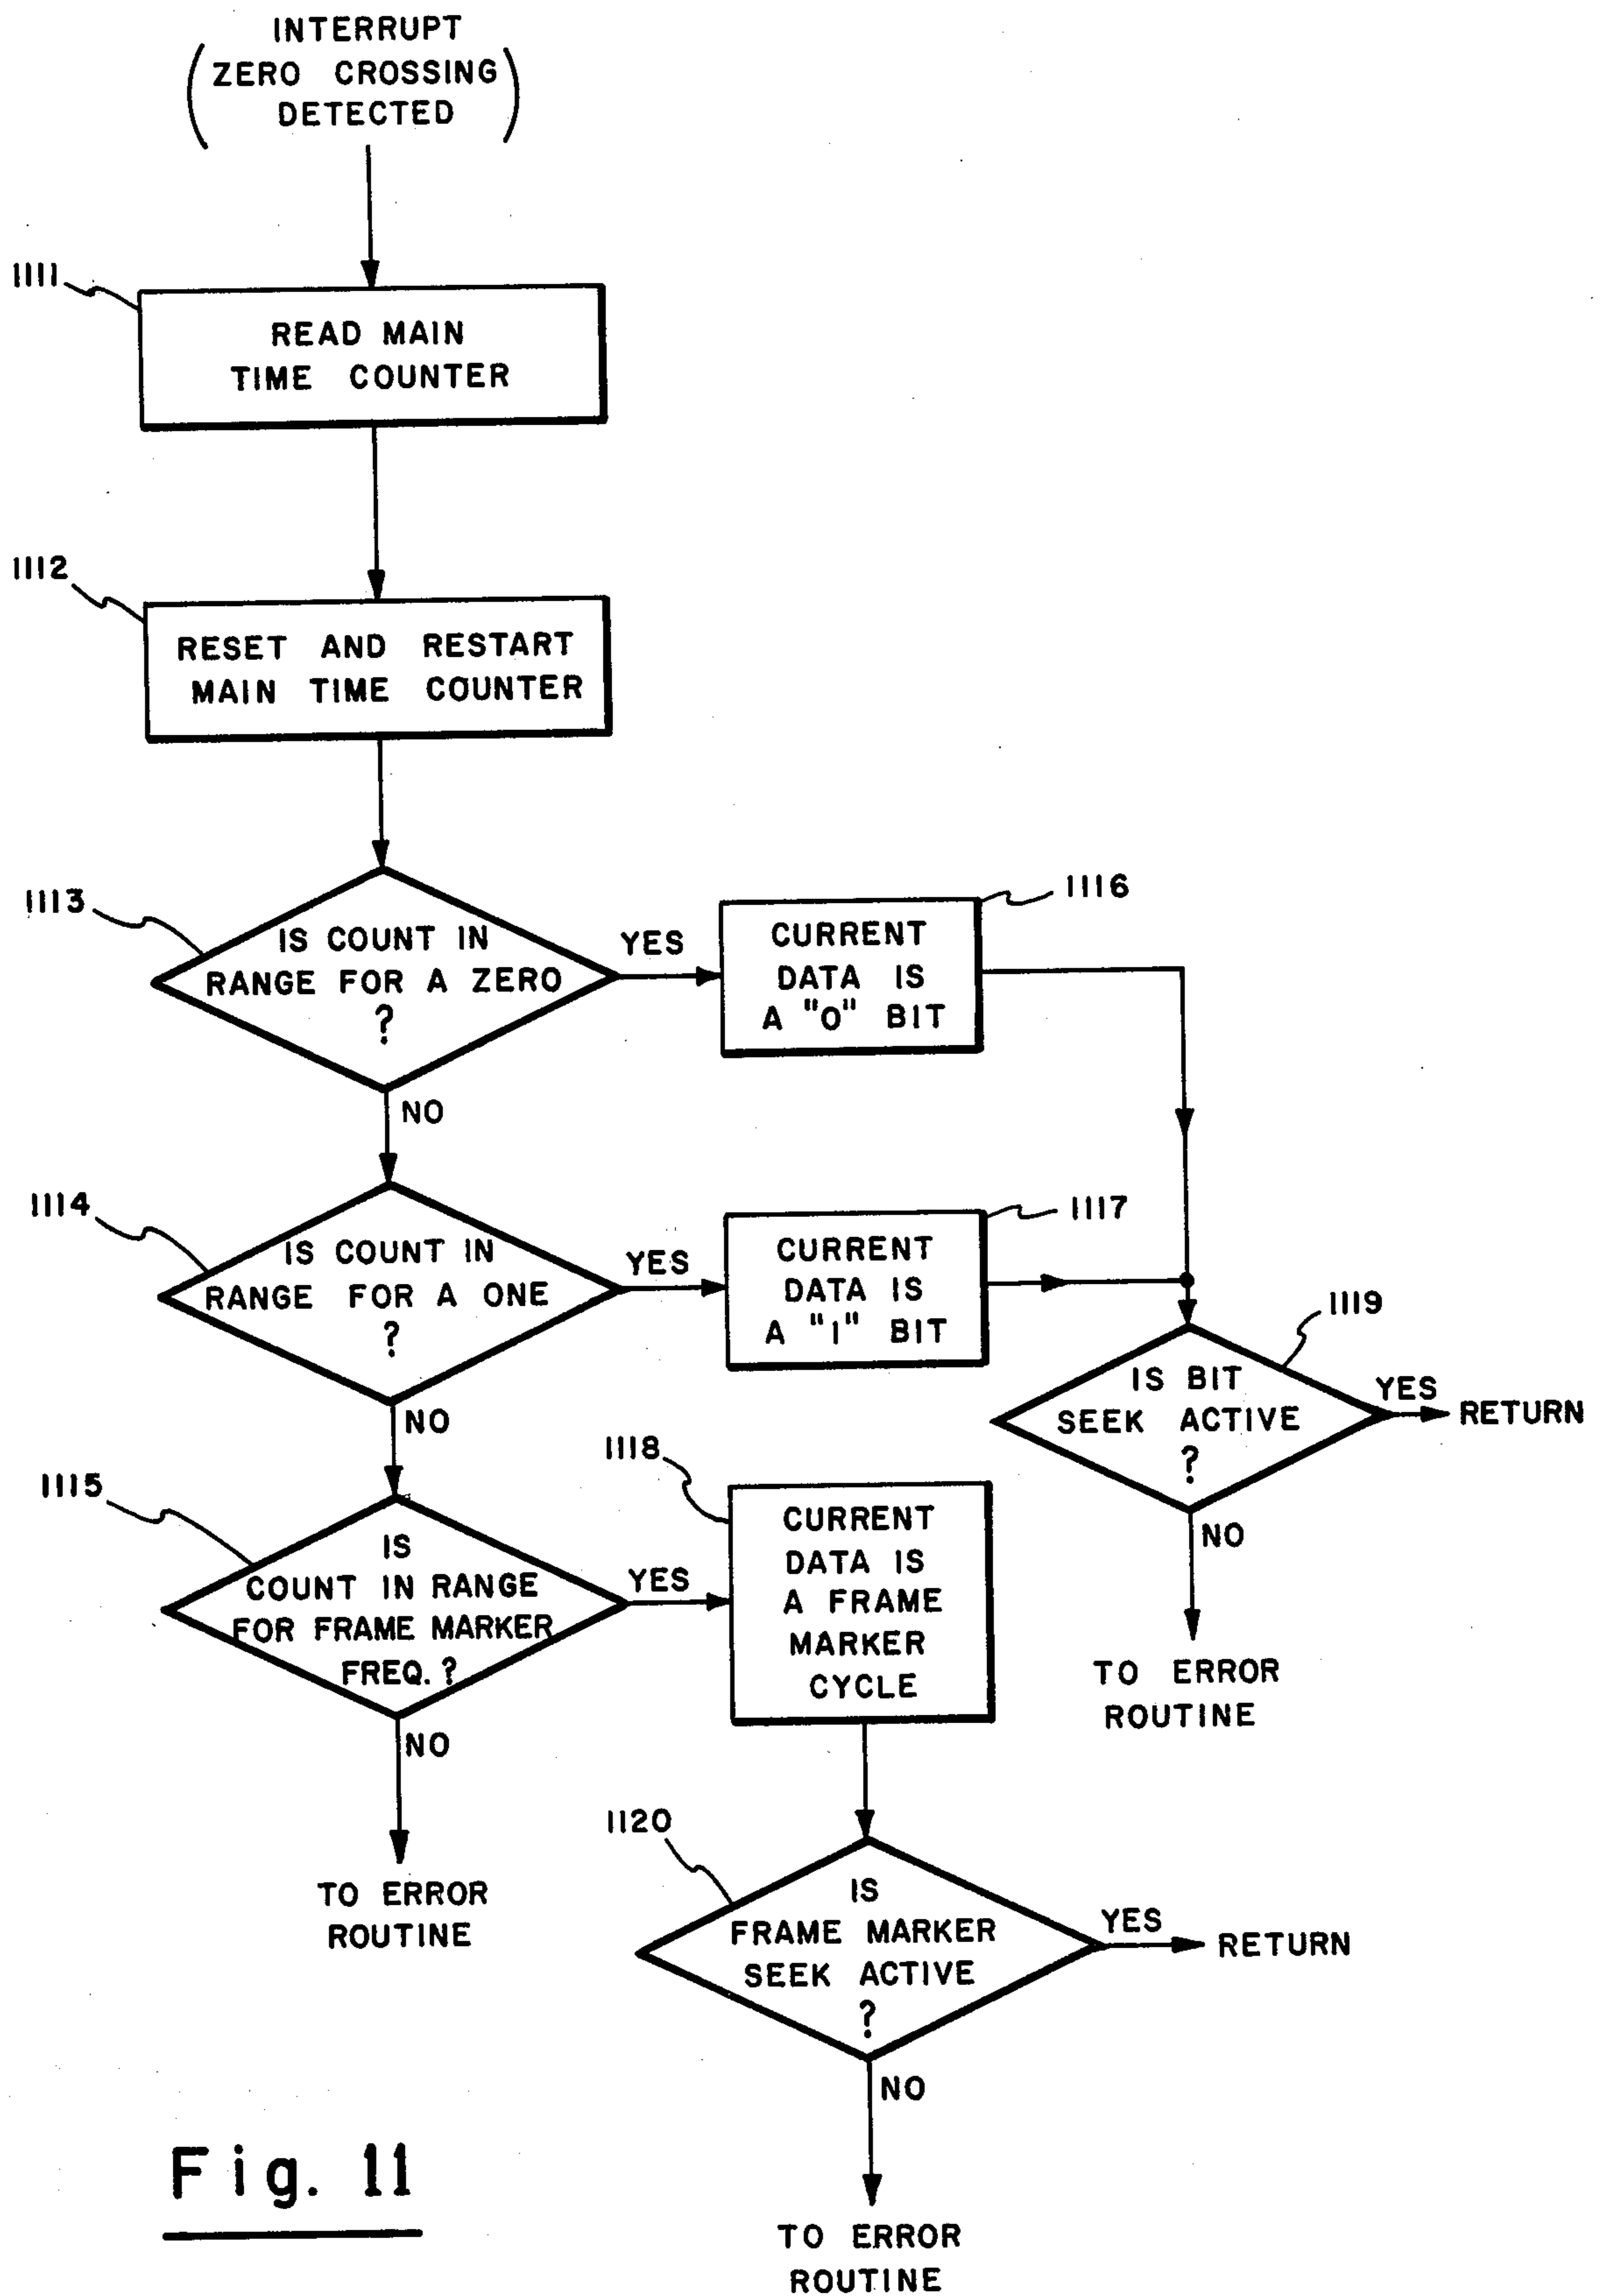 INTERRUPT
(ZERO CROSSING
DETECTED)
1111
READ MAIN
TIME COUNTER
1112
RESET AND RESTART
MAIN TIME COUNTER
1113
IS COUNT IN
RANGE FOR A ZERO
?
YES
NO
1116
CURRENT
DATA IS
A "0" BIT
1114
IS COUNT IN
RANGE FOR A ONE
?
YES
NO
1117
CURRENT
DATA IS
A "1" BIT
1119
IS BIT
SEEK ACTIVE
?
YES
RETURN
NO
TO ERROR
ROUTINE
1115
IS
COUNT IN RANGE
FOR FRAME MARKER
FREQ. ?
YES
NO
TO ERROR
ROUTINE
1118
CURRENT
DATA IS
A FRAME
MARKER
CYCLE
1120
IS
FRAME MARKER
SEEK ACTIVE
?
YES
RETURN
NO
TO ERROR
ROUTINE
Fig. 11